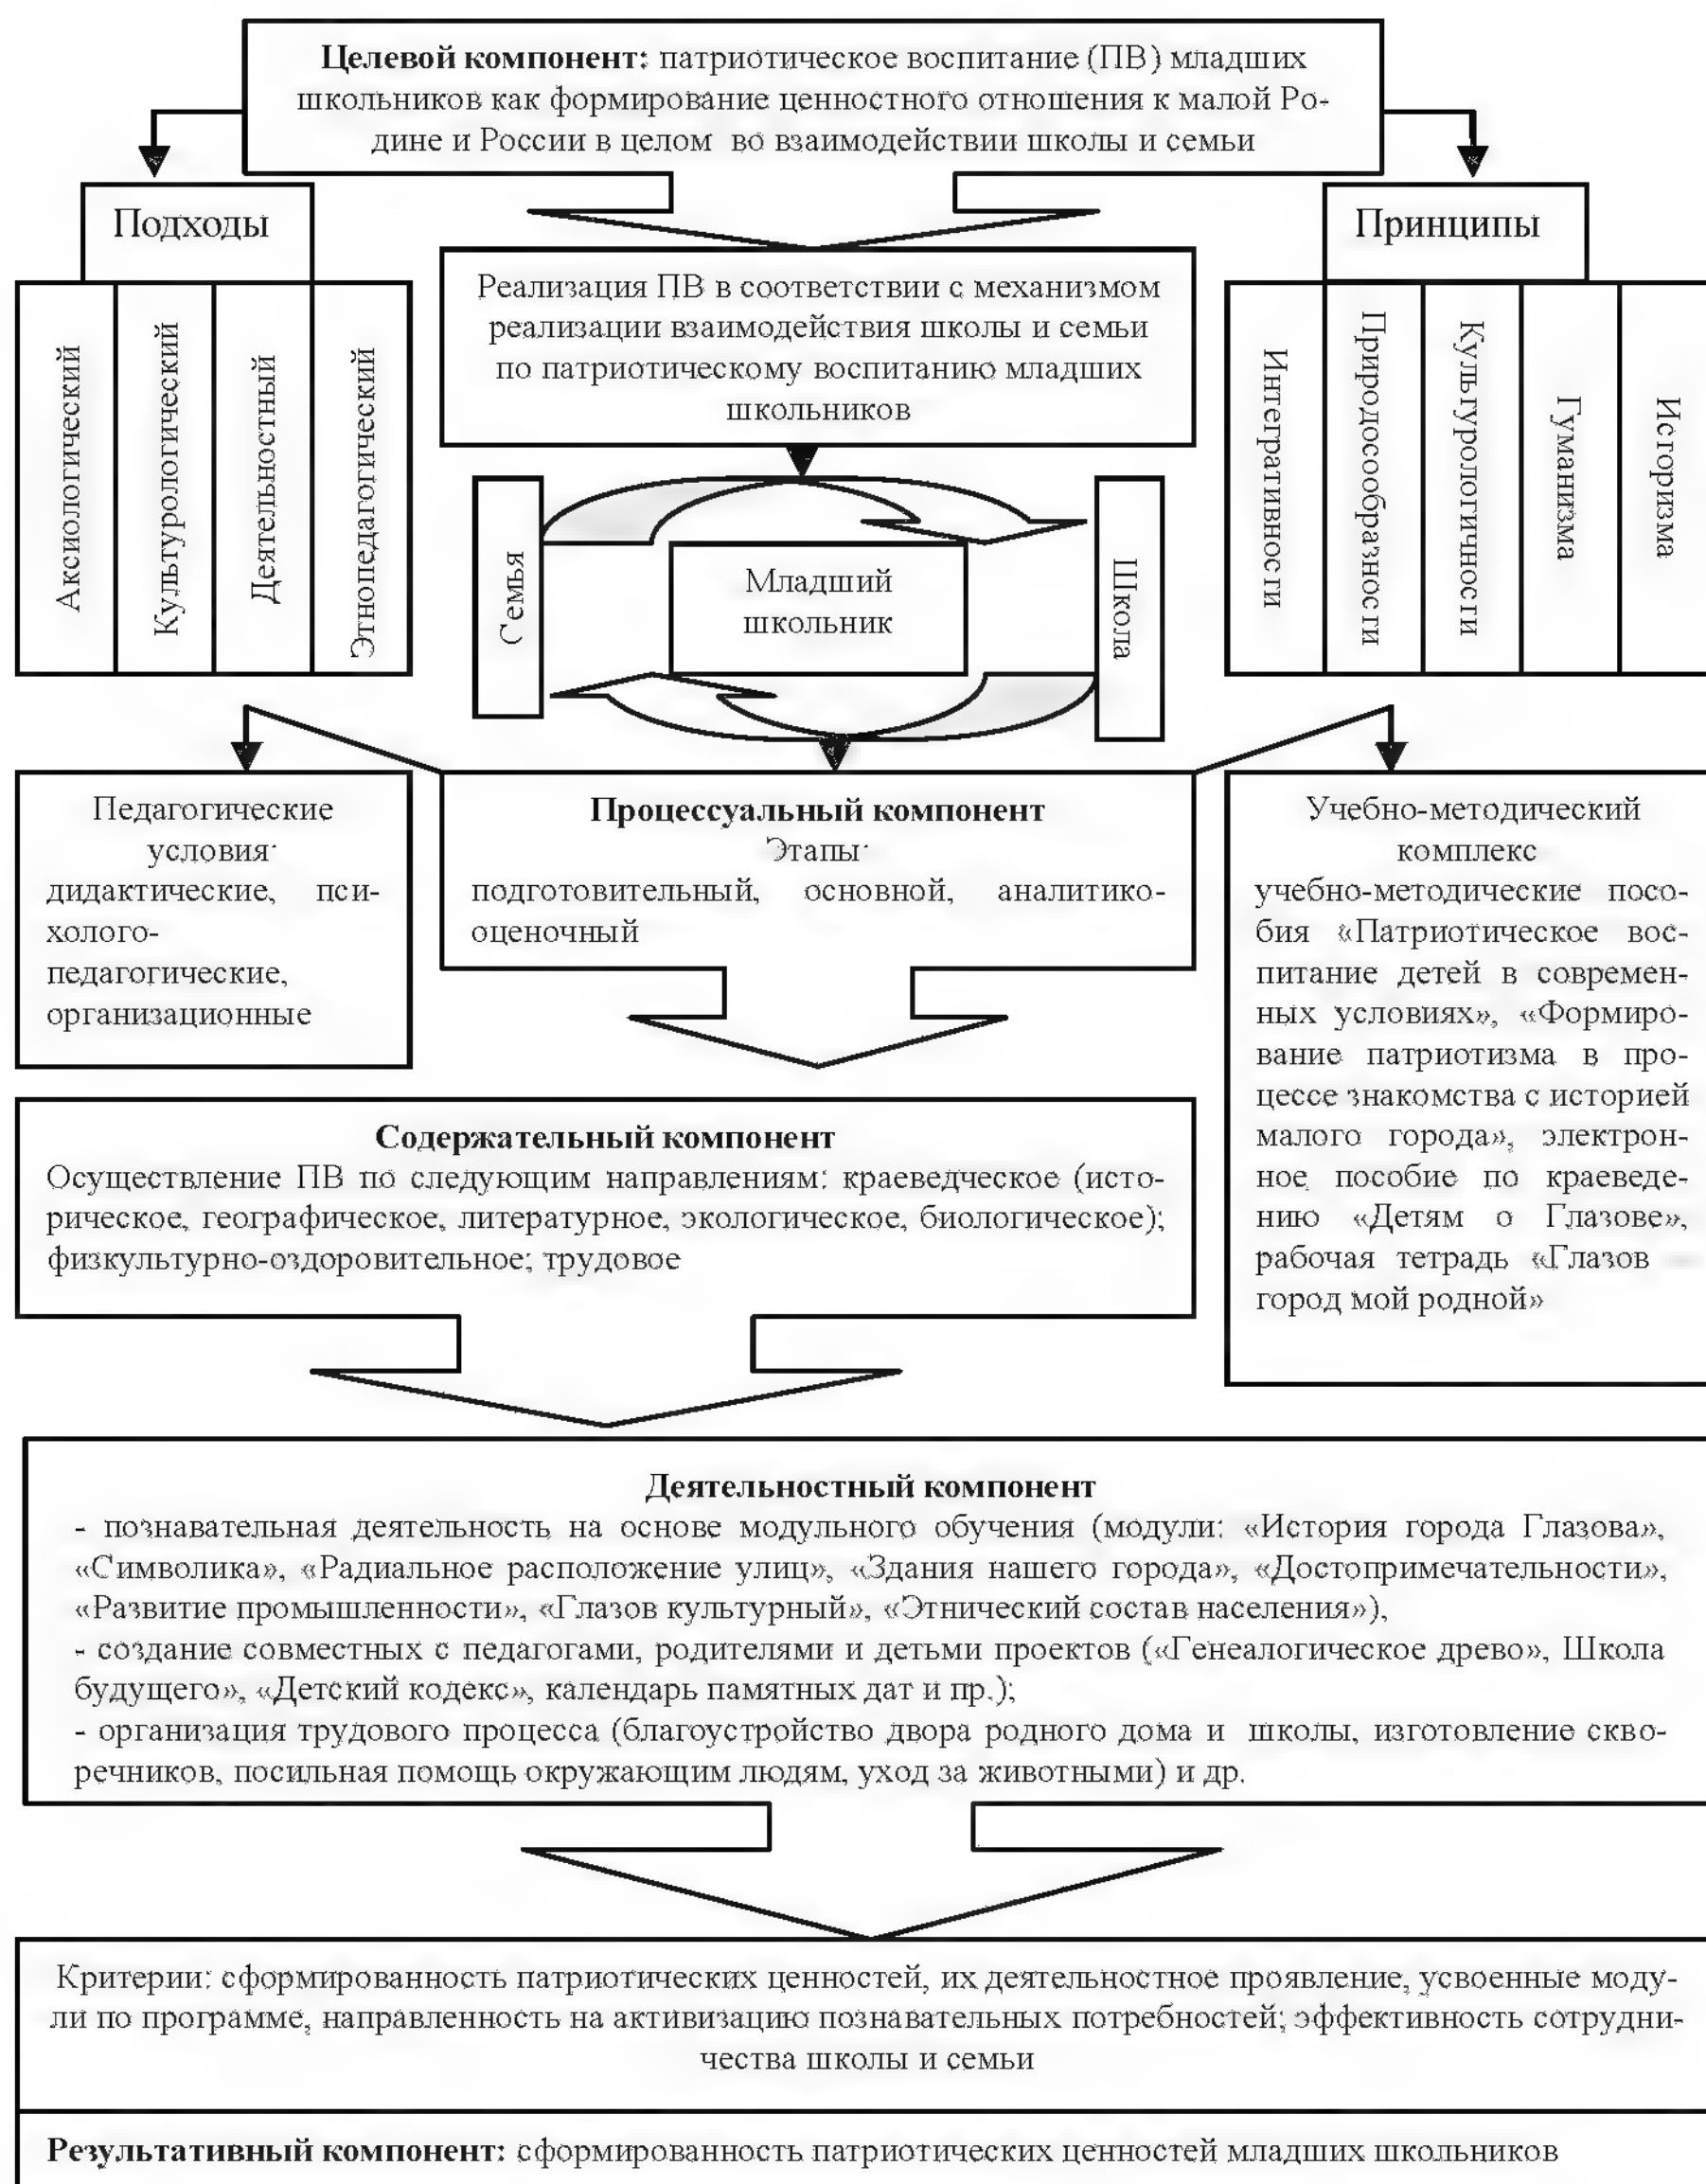 Целевой компонент: патриотическое воспитание (ПВ) младших
школьников как формирование ценностного отношения к малой Ро-
дине и России в целом во взаимодействии школы и семьи
Подходы
Принципы
Аксиологический
Культурологический
Деятельностный
Этнопедагогический
Реализация ПВ в соответствии с механизмом
реализации взаимодействия школы и семьи
по патриотическому воспитанию младших
школьников
Интегративности
Природосообразности
Культурологичности
Гуманизма
Историзма
Семья
Младший
школьник
Школа
Педагогические
условия:
дидактические, пси-
холого-
педагогические,
организационные
Процессуальный компонент
Этапы:
подготовительный, основной, аналитико-
оценочный
Учебно-методический
комплекс
учебно-методические посо-
бия «Патриотическое вос-
питание детей в современ-
ных условиях», «Формиро-
вание патриотизма в про-
цессе знакомства с историей
малого города», электрон-
ное пособие по краеведе-
нию «Детям о Глазове»,
рабочая тетрадь «Глазов –
город мой родной»
Содержательный компонент
Осуществление ПВ по следующим направлениям: краеведческое (исто-
рическое, географическое, литературное, экологическое, биологическое);
физкультурно-оздоровительное; трудовое
Деятельностный компонент
- познавательная деятельность на основе модульного обучения (модули: «История города Глазова»,
«Символика», «Радиальное расположение улиц», «Здания нашего города», «Достопримечательности»,
«Развитие промышленности», «Глазов культурный», «Этнический состав населения»),
- создание совместных с педагогами, родителями и детьми проектов («Генеалогическое древо», Школа
будущего», «Детский кодекс», календарь памятных дат и пр.);
- организация трудового процесса (благоустройство двора родного дома и школы, изготовление скво-
речников, посильная помощь окружающим людям, уход за животными) и др.
Критерии: сформированность патриотических ценностей, их деятельностное проявление, усвоенные моду-
ли по программе, направленность на активизацию познавательных потребностей; эффективность сотрудни-
чества школы и семьи
Результативный компонент: сформированность патриотических ценностей младших школьников